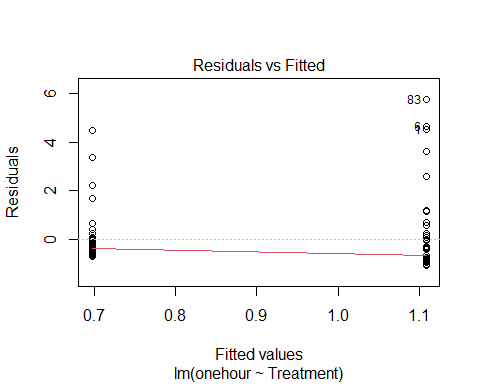 Residuals vs Fitted
Residuals
6
4
2
0
83
6
0.7 0.8 0.9 1.0 1.1
Fitted values
lm(onehour ~ Treatment)